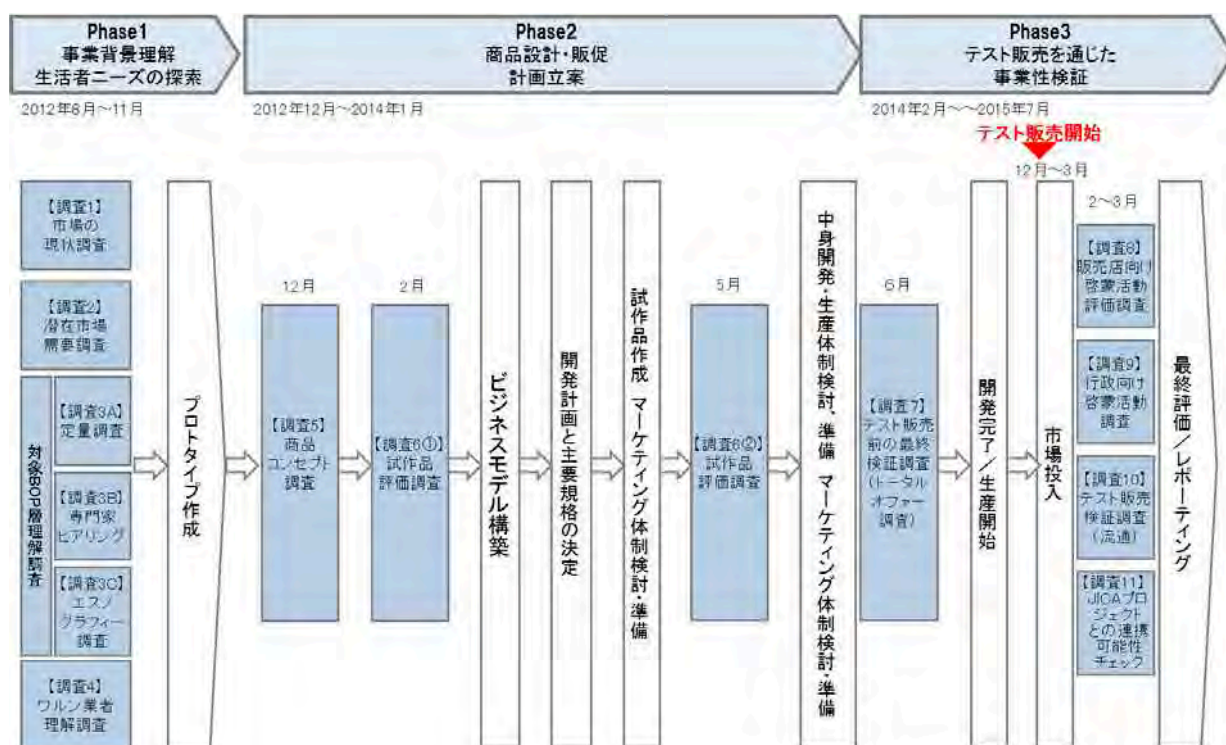 Phase1
事業背景理解
生活者ニーズの探索
Phase2
商品設計・販促
計画立案
Phase3
テスト販売を通じた
事業性検証
2012年8月～11月
2012年12月～2014年1月
2014年2月～～2015年7月
テスト販売開始
12月～3月
2～3月
【調査1】
市場の
現状調査
【調査2】
潜在市場
需要調査
対象BOP層理解調査
【調査3A】
定量調査
【調査3B】
専門家
ヒアリング
【調査3C】
エスノ
グラフィー
調査
【調査4】
ワルン業者
理解調査
プロトタイプ作成
12月
【調査5】
商品
コンセプト
調査
2月
【調査6①】
試作品
評価調査
ビジネスモデル構築
開発計画と主要規格の決定
試作品作成 マーケティング体制検討・準備
5月
【調査6②】
試作品
評価調査
中身開発・生産体制検討、準備 マーケティング体制検討・準備
6月
【調査7】
テスト販売
前の最終
検証調査
(トータル
オファー
調査)
開発完了/生産開始
市場投入
【調査8】
販売店向け
啓蒙活動
評価調査
【調査9】
行政向け
啓蒙活動
調査
【調査10】
テスト販売
検証調査
(流通)
【調査11】
JICAプロ
ジェクト
との連携
可能性
チェック
最終評価/レポーティング